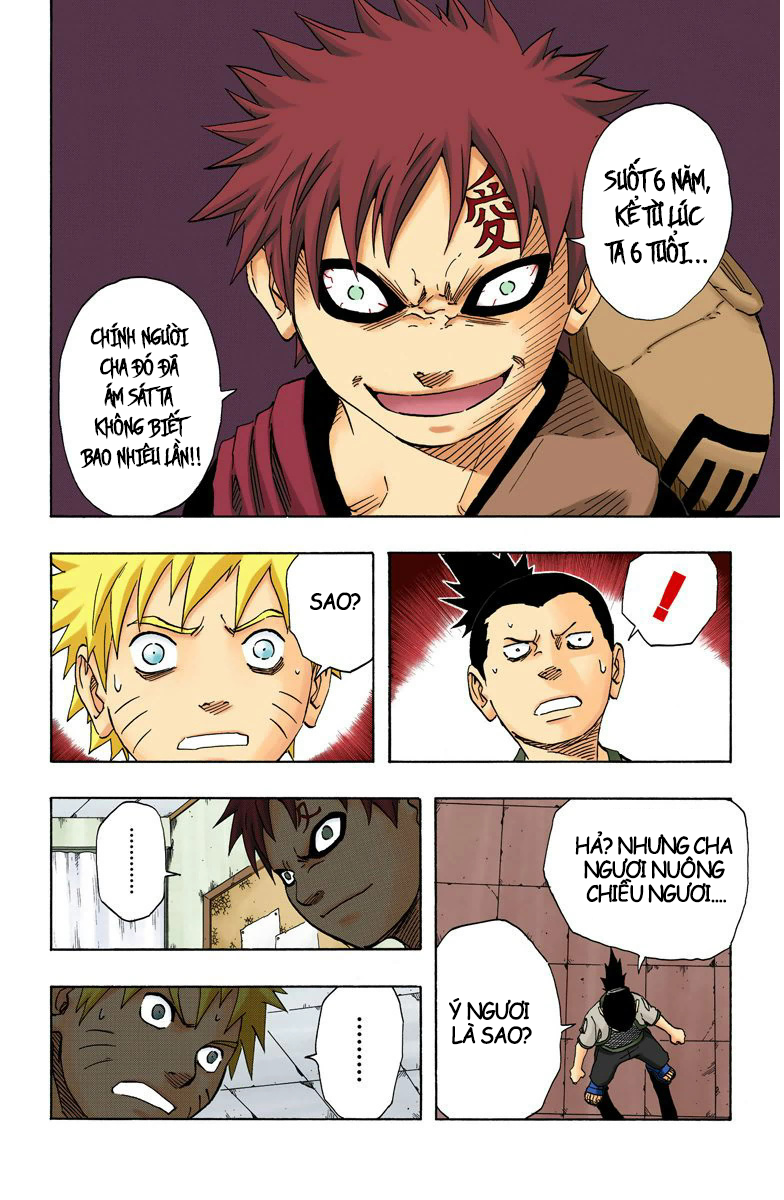 SUỐT 6 NĂM,
KỂ TỪ LÚC
TA 6 TUỔI...
愛
CHÍNH NGƯỜI
CHA ĐÓ ĐÃ
ÁM SÁT TA
KHÔNG BIẾT
BAO NHIÊU LẦN!!
!
SAO?
HẢ? NHƯNG CHA
NGƯƠI NUÔNG
CHIỀU NGƯƠI....
Ý NGƯƠI
LÀ SAO?
.........
.........